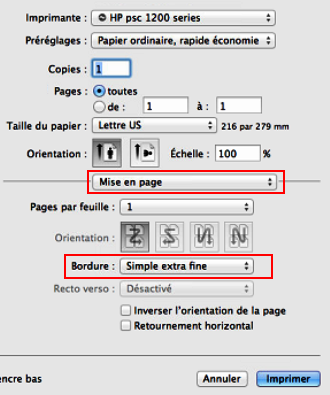 Imprimante : HP psc 1200 series
Préréglages : Papier ordinaire, rapide économie
Copies : 1
Pages : toutes
de : 1 à : 1
Taille du papier : Lettre US 216 par 279 mm
Orientation : Échelle : 100 %
Mise en page
Pages par feuille : 1
Orientation :
Bordure : Simple extra fine
Recto verso : Désactivé
Inverser l'orientation de la page
Retournement horizontal
encre bas Annuler Imprimer